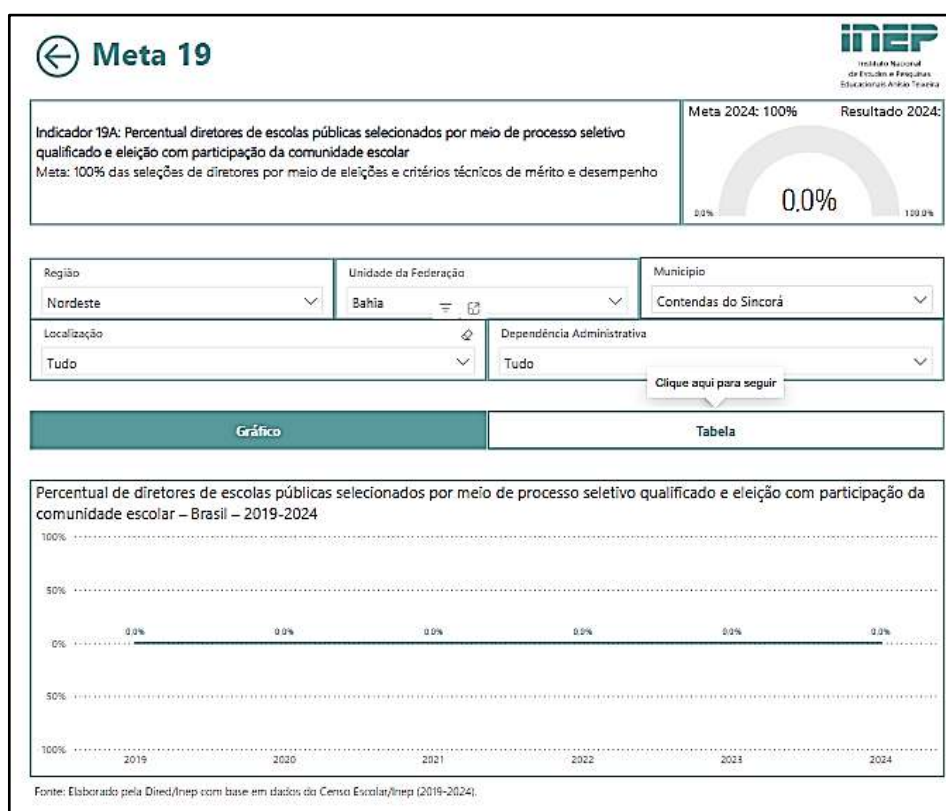 Meta 19
inep
Instituto Nacional
de Estudos e Pesquisas
Educacionais Anísio Teixeira
Indicador 19A: Percentual diretores de escolas públicas selecionados por meio de processo seletivo
qualificado e eleição com participação da comunidade escolar
Meta: 100% das seleções de diretores por meio de eleições e critérios técnicos de mérito e desempenho
Meta 2024: 100% Resultado 2024:
0,0%
0,0% 100,0%
Região
Nordeste
Unidade da Federação
Bahia
Município
Contendas do Sincorá
Localização
Tudo
Dependência Administrativa
Tudo
Clique aqui para seguir
Gráfico
Tabela
Percentual de diretores de escolas públicas selecionados por meio de processo seletivo qualificado e eleição com participação da
comunidade escolar – Brasil – 2019-2024
100%
50%
0,0% 0,0% 0,0% 0,0% 0,0% 0,0%
0%
50%
100%
2019 2020 2021 2022 2023 2024
Fonte: Elaborado pela Dired/Inep com base em dados do Censo Escolar/Inep (2019-2024).